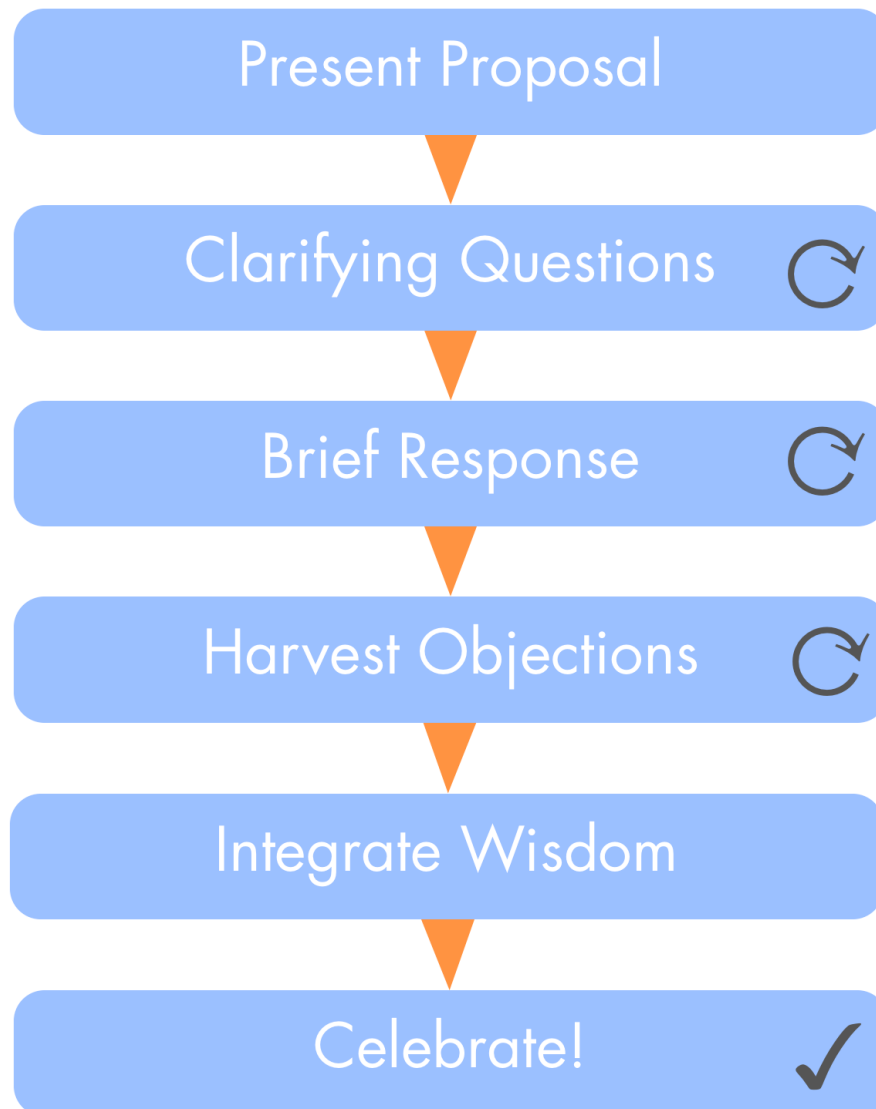 Present Proposal
Clarifying Questions
Brief Response
Harvest Objections
Integrate Wisdom
Celebrate!